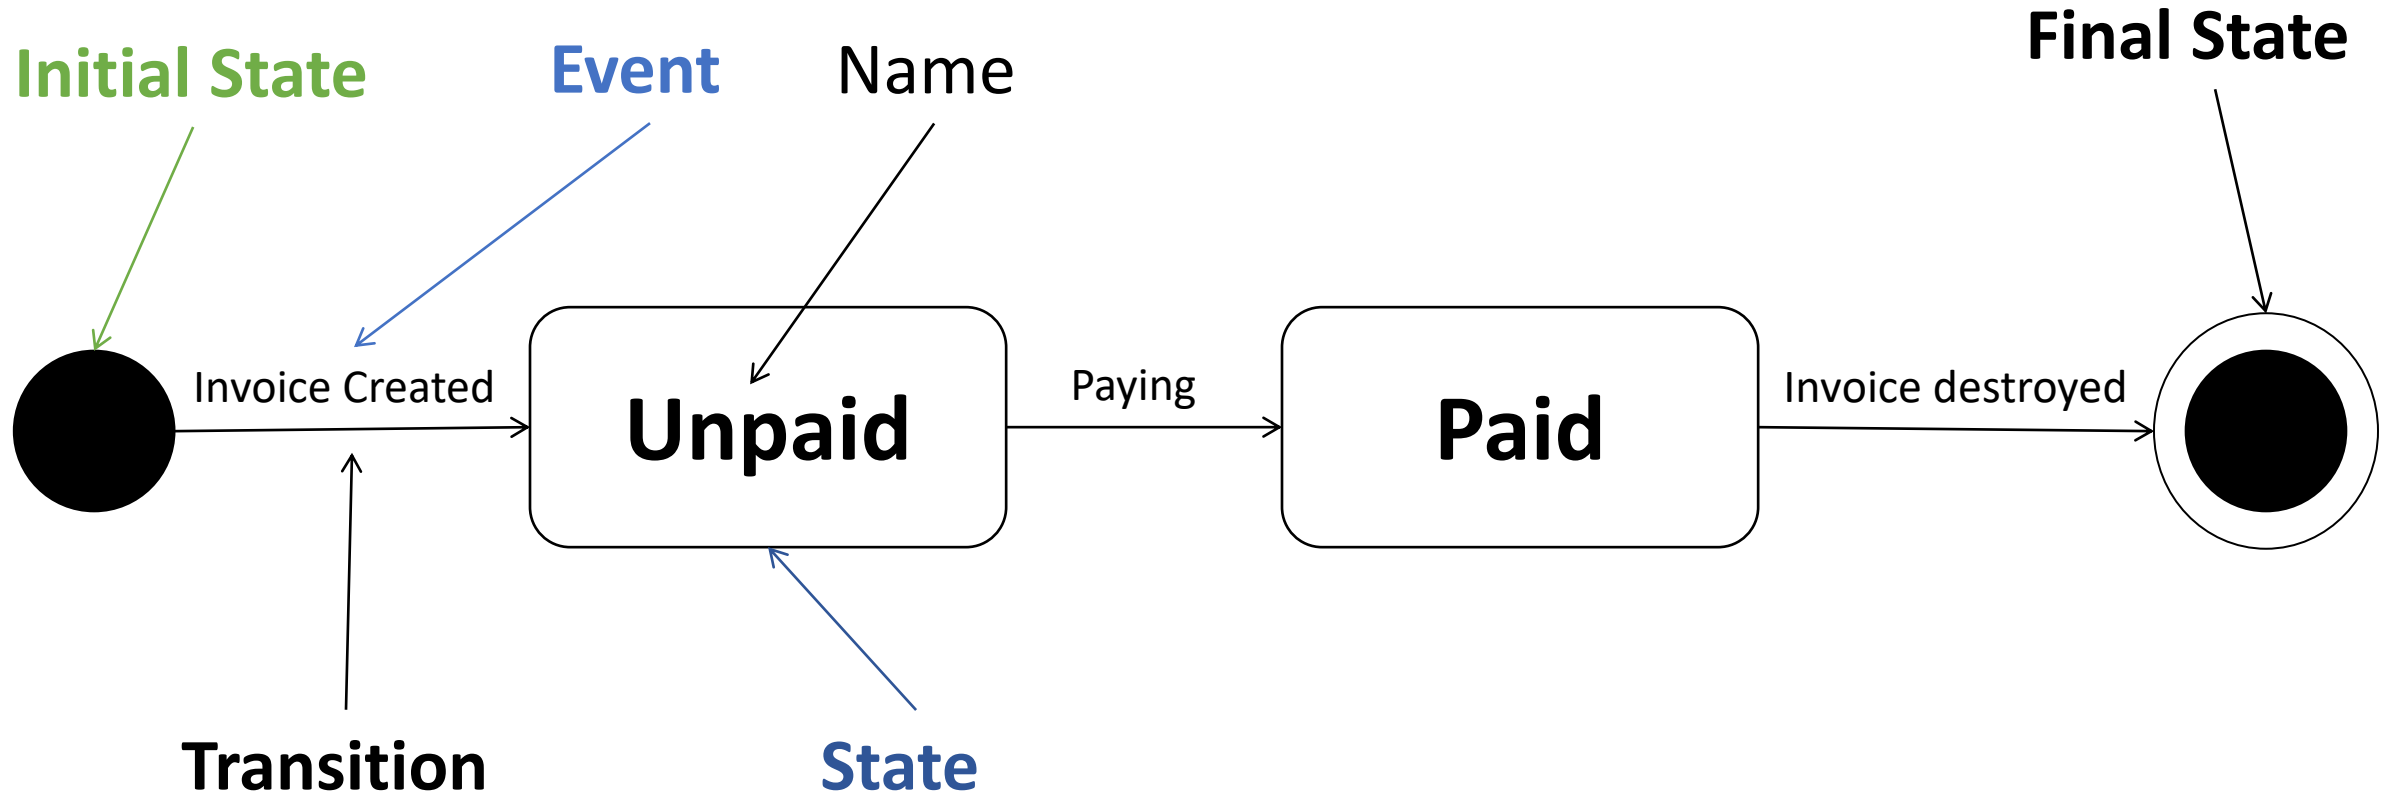 Initial State
Event
Name
Final State
Invoice Created
Unpaid
Paying
Paid
Invoice destroyed
Transition
State